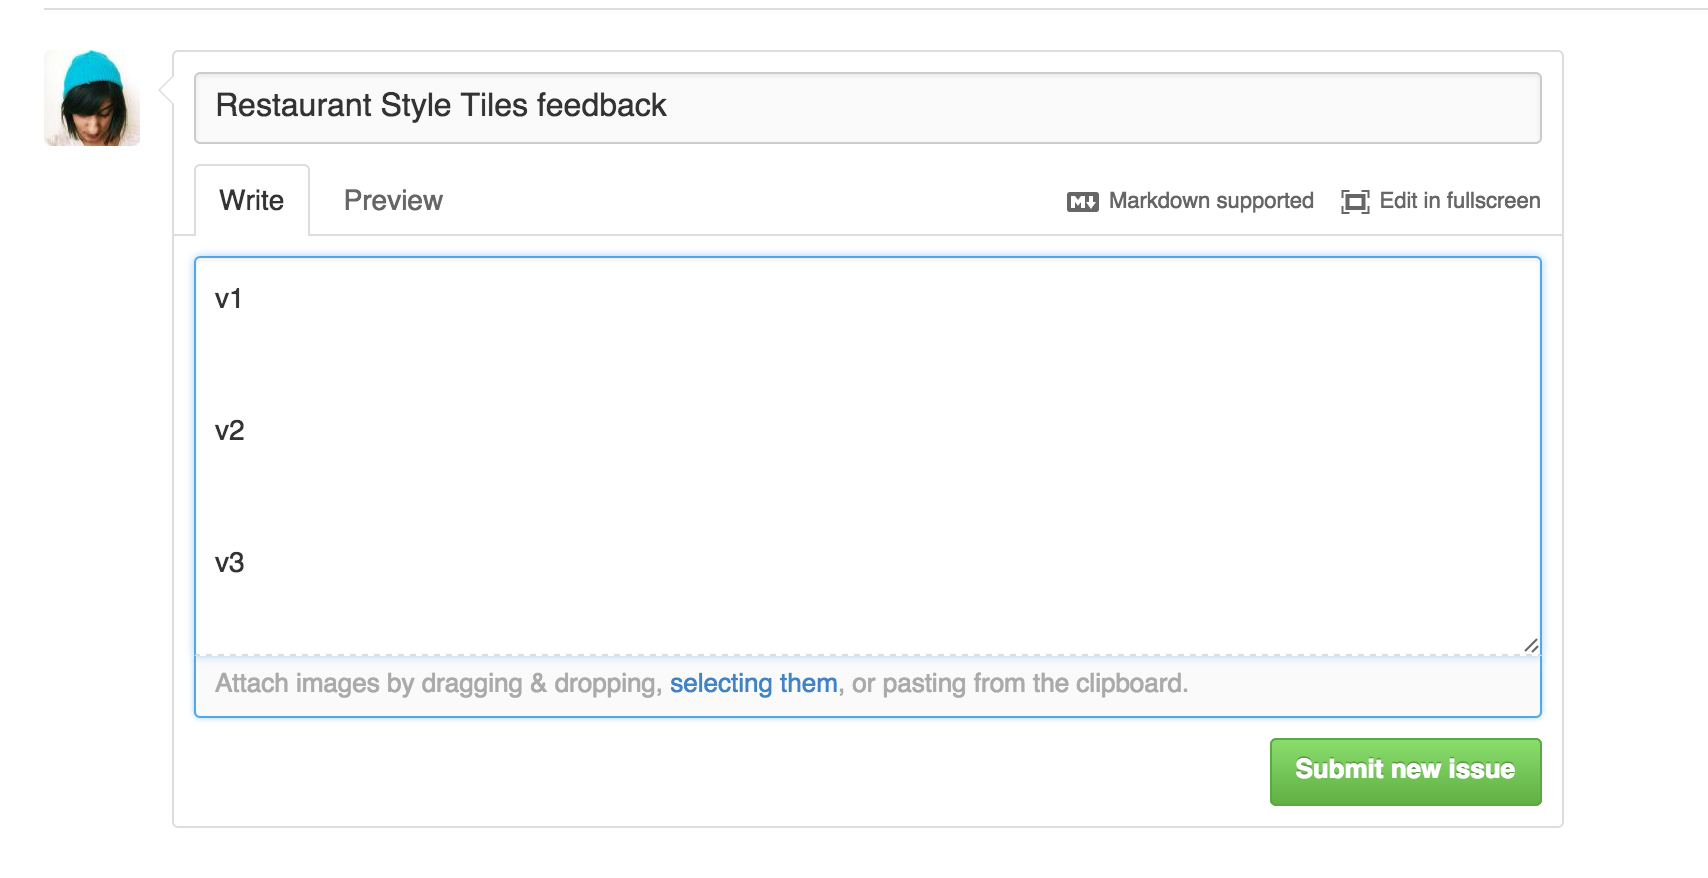 Restaurant Style Tiles feedback
Write Preview M↓ Markdown supported Edit in fullscreen
v1
v2
v3
Attach images by dragging & dropping, selecting them, or pasting from the clipboard.
Submit new issue